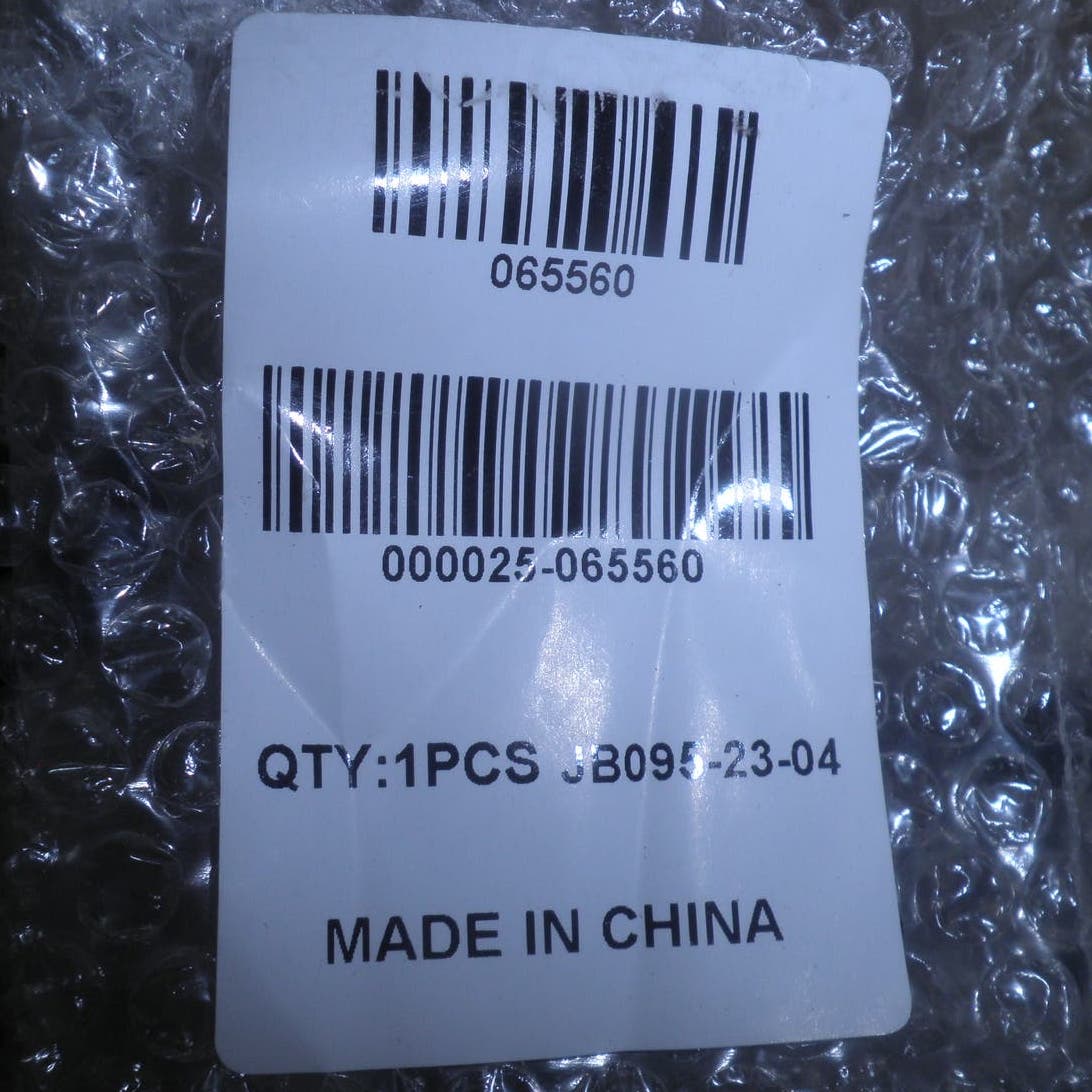 065560
000025-065560
QTY:1PCS JB095-23-04
MADE IN CHINA